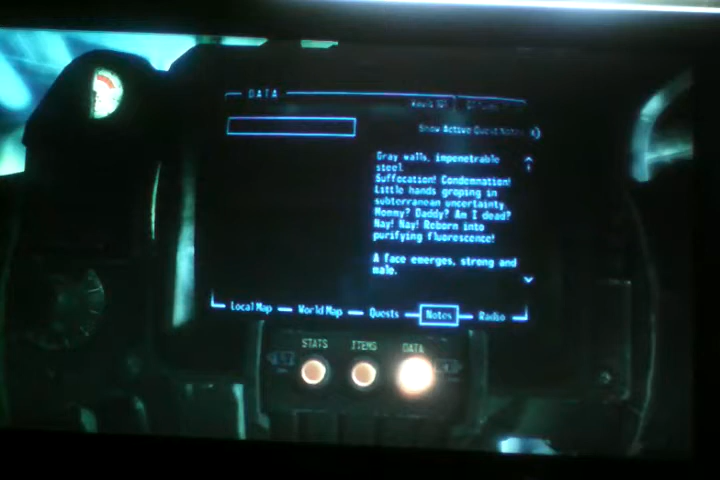 DATA
Vault 101
Show Active Quest Notes
Gray walls, impenetrable
steel.
Suffocation! Condemnation!
Little hands groping in
subterranean uncertainty.
Mommy? Daddy? Am I dead?
Nay! Nay! Reborn into
purifying fluorescence!
A face emerges, strong and
male.
Local Map
World Map
Quests
Notes
Radio
STATS
ITEMS
DATA